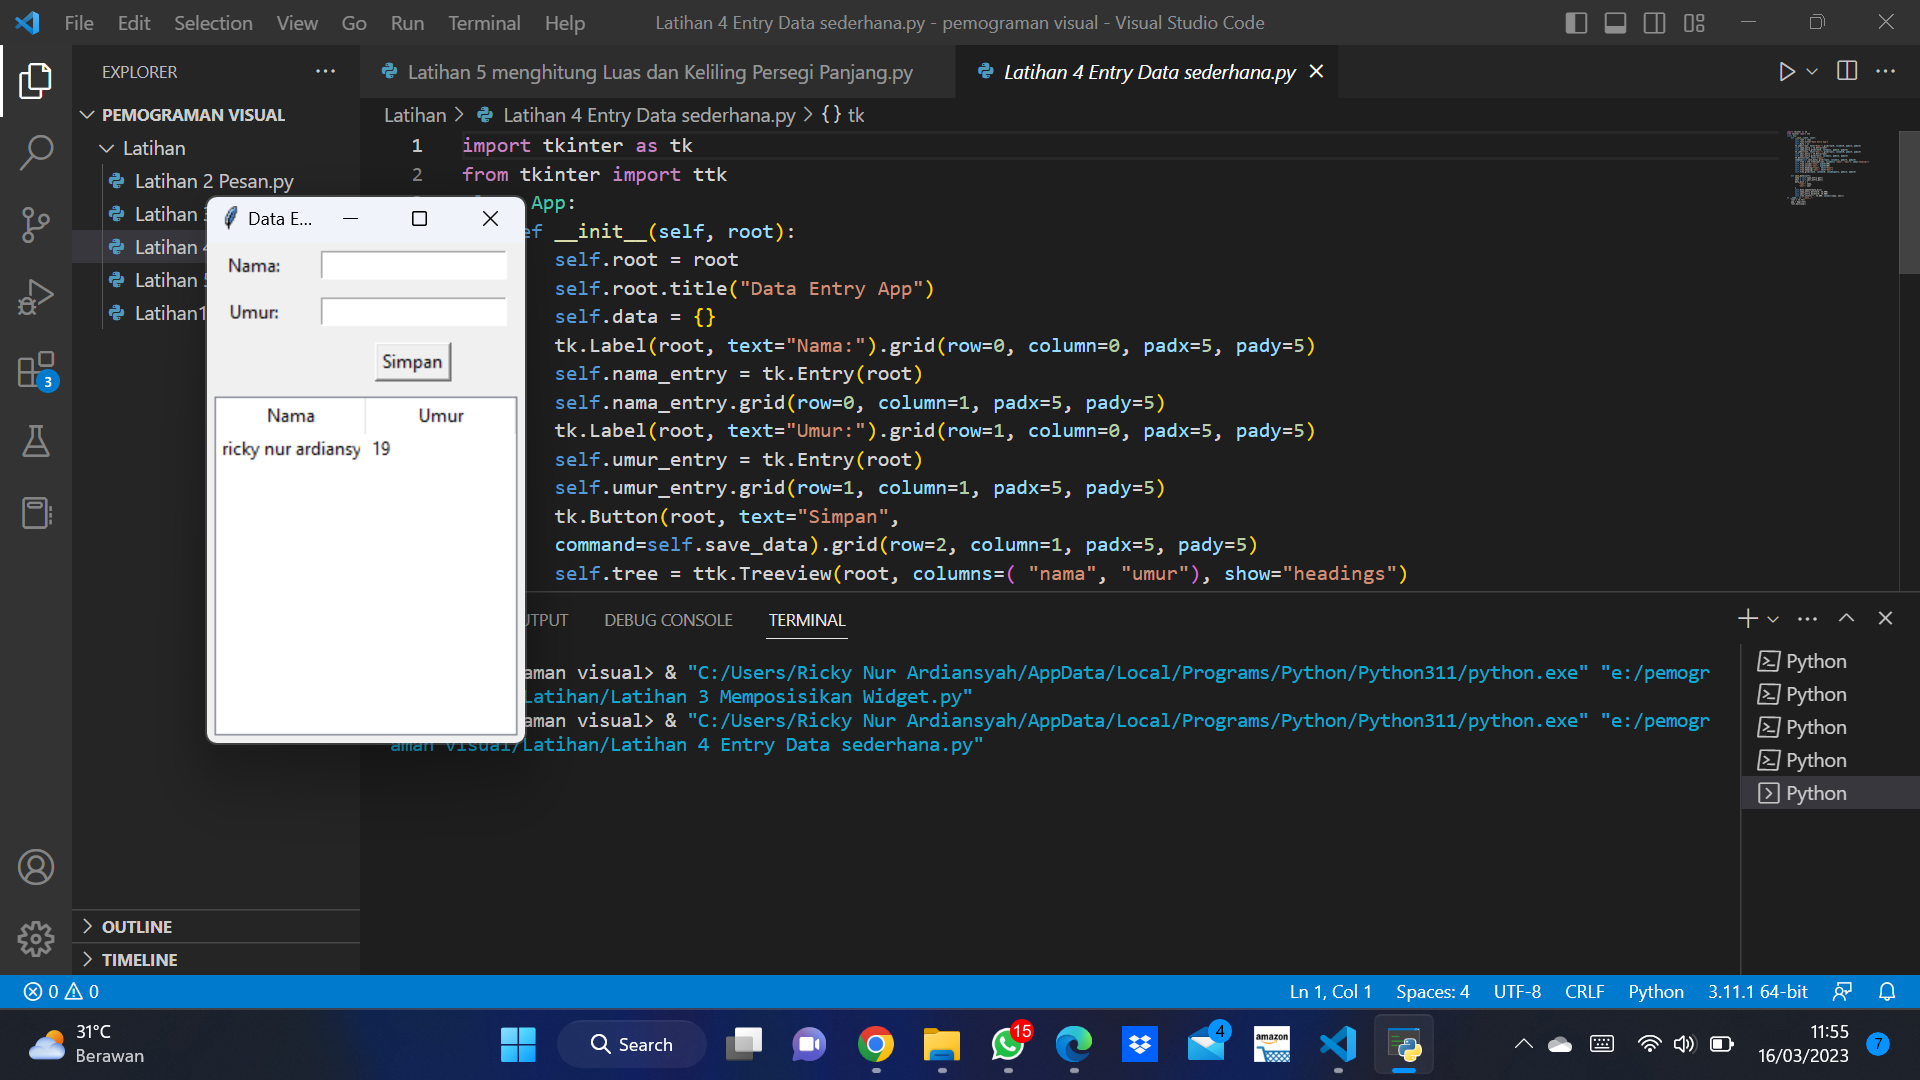 File Edit Selection View Go Run Terminal Help
Latihan 4 Entry Data sederhana.py - pemograman visual - Visual Studio Code
EXPLORER
Latihan 5 menghitung Luas dan Keliling Persegi Panjang.py
Latihan 4 Entry Data sederhana.py
PEMOGRAMAN VISUAL
Latihan
Latihan 2 Pesan.py
Latihan 3
Latihan 4
Latihan 5
Latihan1
Latihan > Latihan 4 Entry Data sederhana.py > {} tk
1 import tkinter as tk
2 from tkinter import ttk
App:
ef __init__(self, root):
self.root = root
self.root.title("Data Entry App")
self.data = {}
tk.Label(root, text="Nama:").grid(row=0, column=0, padx=5, pady=5)
self.nama_entry = tk.Entry(root)
self.nama_entry.grid(row=0, column=1, padx=5, pady=5)
tk.Label(root, text="Umur:").grid(row=1, column=0, padx=5, pady=5)
self.umur_entry = tk.Entry(root)
self.umur_entry.grid(row=1, column=1, padx=5, pady=5)
tk.Button(root, text="Simpan",
command=self.save_data).grid(row=2, column=1, padx=5, pady=5)
self.tree = ttk.Treeview(root, columns=( "nama", "umur"), show="headings")
Data E...
Nama:
Umur:
Simpan
Nama Umur
ricky nur ardiansy 19
UTPUT DEBUG CONSOLE TERMINAL
aman visual> & "C:/Users/Ricky Nur Ardiansyah/AppData/Local/Programs/Python/Python311/python.exe" "e:/pemogr
Latihan/Latihan 3 Memposisikan Widget.py"
aman visual> & "C:/Users/Ricky Nur Ardiansyah/AppData/Local/Programs/Python/Python311/python.exe" "e:/pemogr
aman visual/Latihan/Latihan 4 Entry Data sederhana.py"
Python
Python
Python
Python
Python
3
OUTLINE
TIMELINE
0 0
Ln 1, Col 1 Spaces: 4 UTF-8 CRLF Python 3.11.1 64-bit
31°C
Berawan
Search
15
4
amazon
11:55
16/03/2023
7